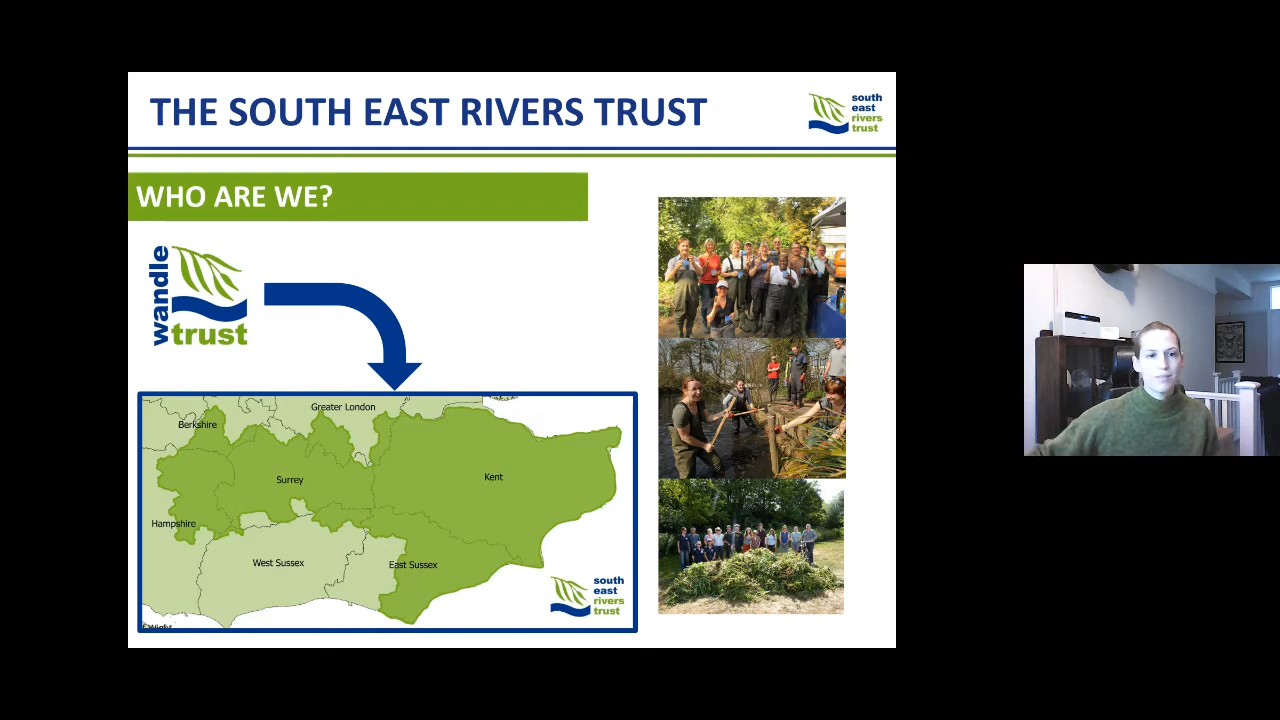 THE SOUTH EAST RIVERS TRUST
south
east
rivers
trust
WHO ARE WE?
wandle
trust
Greater London
Berkshire
Surrey
Kent
Hampshire
West Sussex
East Sussex
south
east
rivers
trust